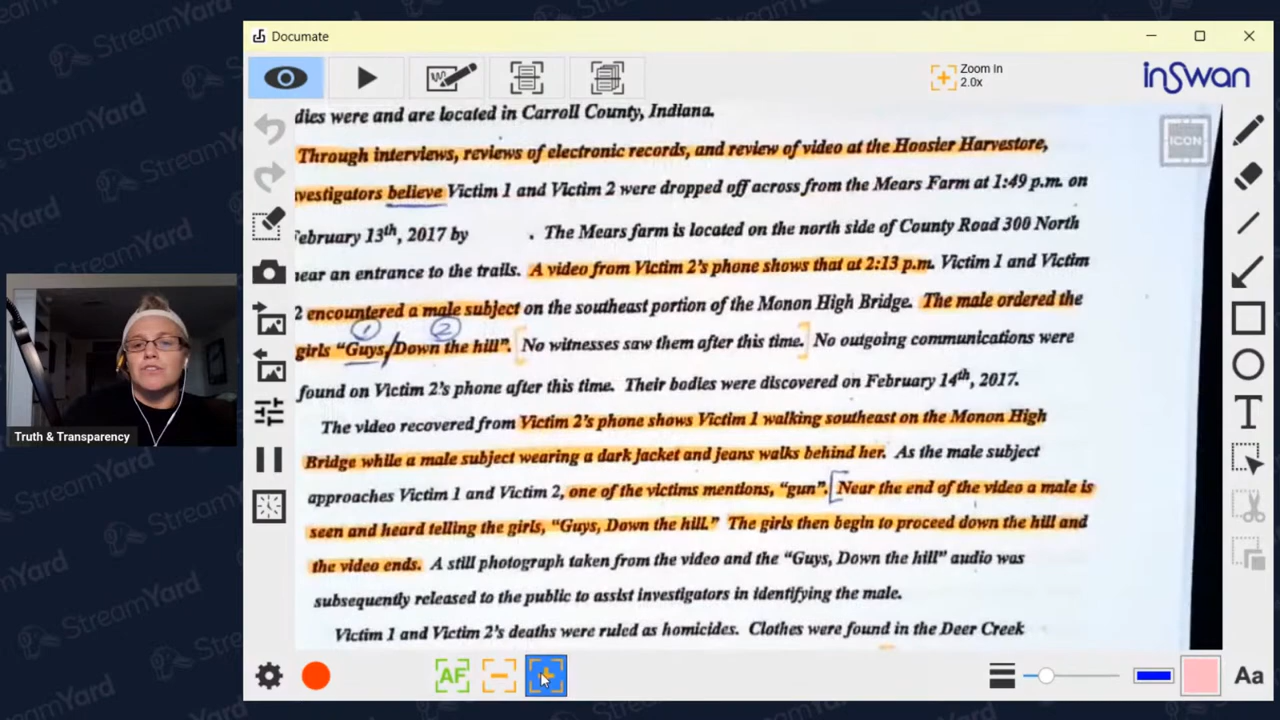 StreamYard
StreamYard
StreamYard
Documate
Zoom In
2.0x
inSwan
ICON
dies were and are located in Carroll County, Indiana.
Through interviews, reviews of electronic records, and review of video at the Hoosier Harvestore,
nvestigators believe Victim 1 and Victim 2 were dropped off across from the Mears Farm at 1:49 p.m. on
February 13th, 2017 by . The Mears farm is located on the north side of County Road 300 North
near an entrance to the trails. A video from Victim 2's phone shows that at 2:13 p.m. Victim 1 and Victim
2 encountered a male subject on the southeast portion of the Monon High Bridge. The male ordered the
1 2
girls "Guys,/Down the hill". [No witnesses saw them after this time.] No outgoing communications were
found on Victim 2's phone after this time. Their bodies were discovered on February 14th, 2017.
The video recovered from Victim 2's phone shows Victim 1 walking southeast on the Monon High
Bridge while a male subject wearing a dark jacket and jeans walks behind her. As the male subject
approaches Victim 1 and Victim 2, one of the victims mentions, "gun". [Near the end of the video a male is
seen and heard telling the girls, "Guys, Down the hill." The girls then begin to proceed down the hill and
the video ends. A still photograph taken from the video and the "Guys, Down the hill" audio was
subsequently released to the public to assist investigators in identifying the male.
Victim 1 and Victim 2's deaths were ruled as homicides. Clothes were found in the Deer Creek
Truth & Transparency
T
AF
Aa
StreamYard